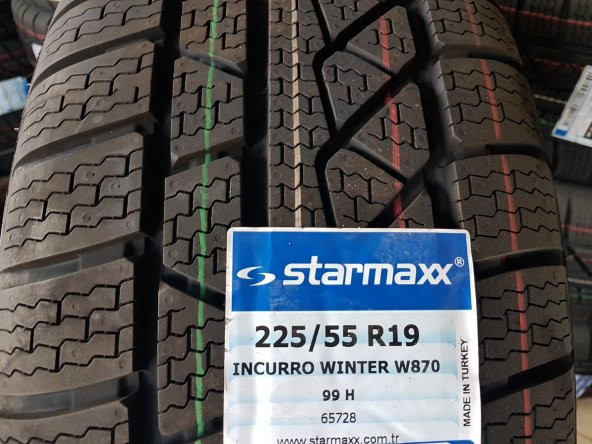 starmaxx®
225/55 R19
INCURRO WINTER W870
99 H
65728
www.starmaxx.com.tr
MADE IN TURKEY